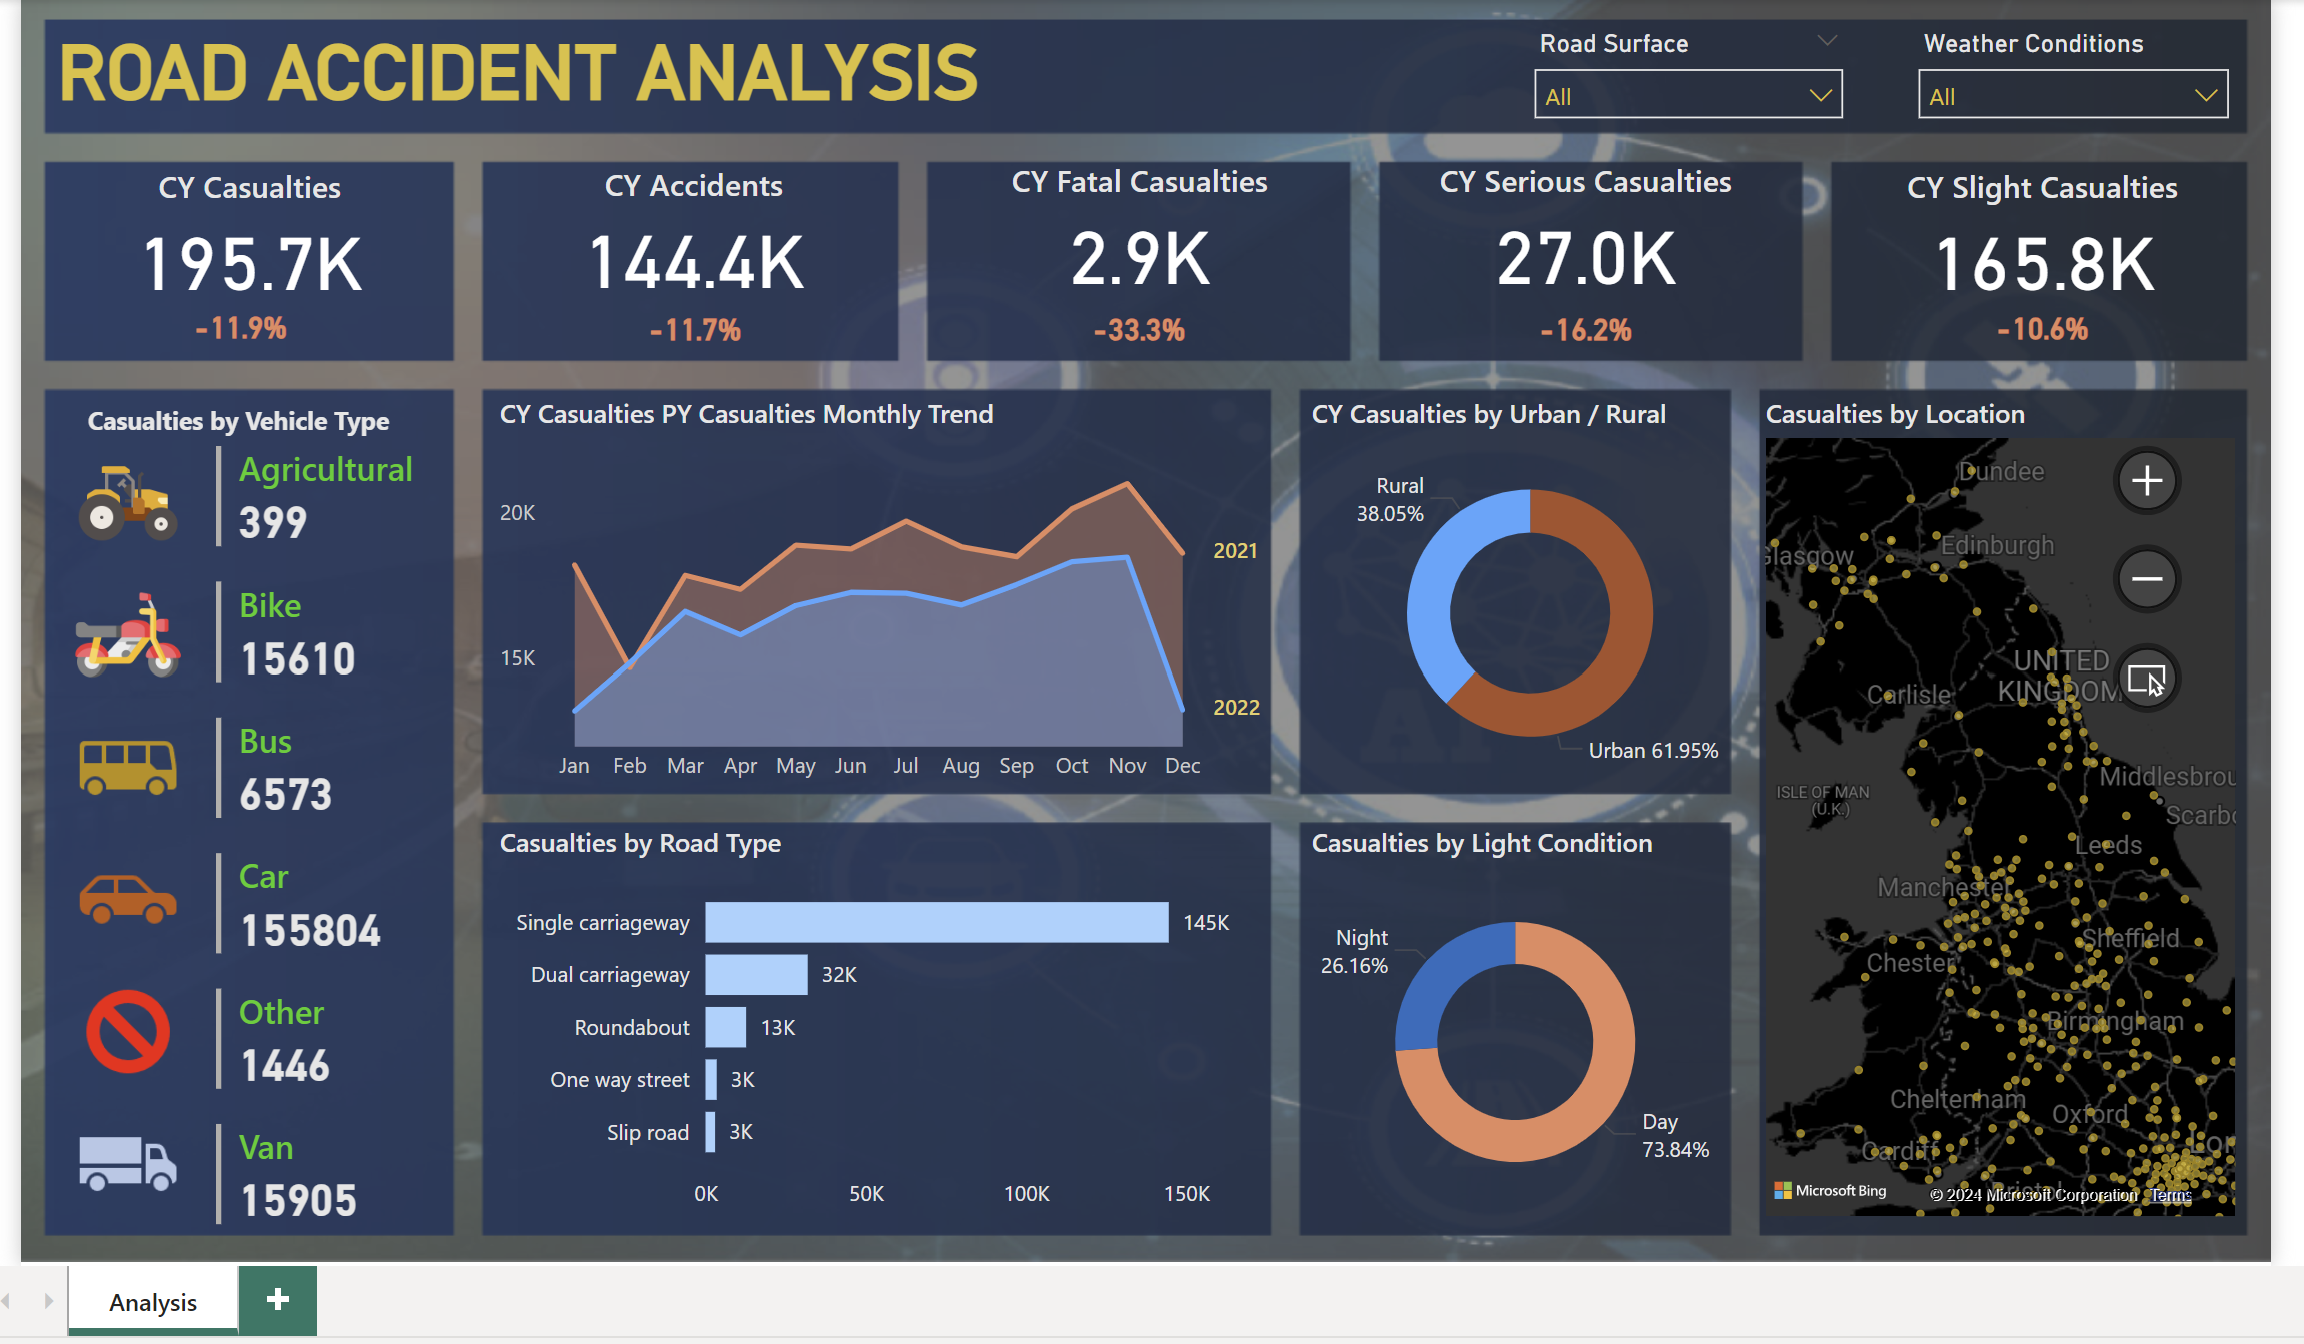 ROAD ACCIDENT ANALYSIS
Road Surface
All
Weather Conditions
All
CY Casualties
195.7K
-11.9%
CY Accidents
144.4K
-11.7%
CY Fatal Casualties
2.9K
-33.3%
CY Serious Casualties
27.0K
-16.2%
CY Slight Casualties
165.8K
-10.6%
Casualties by Vehicle Type
Agricultural
399
Bike
15610
Bus
6573
Car
155804
Other
1446
Van
15905
CY Casualties PY Casualties Monthly Trend
20K
15K
2021
2022
Jan Feb Mar Apr May Jun Jul Aug Sep Oct Nov Dec
CY Casualties by Urban / Rural
Rural
38.05%
Urban 61.95%
Casualties by Road Type
Single carriageway 145K
Dual carriageway 32K
Roundabout 13K
One way street 3K
Slip road 3K
0K 50K 100K 150K
Casualties by Light Condition
Night
26.16%
Day
73.84%
Casualties by Location
Dundee
Glasgow
Edinburgh
UNITED
KINGDOM
Carlisle
ISLE OF MAN
(U.K.)
Middlesbrou
Scarbo
Leeds
Manchester
Sheffield
Chester
Birmingham
Cheltenham
Oxford
Cardiff
Lon
Bristol
Microsoft Bing
© 2024 Microsoft Corporation Terms
Analysis